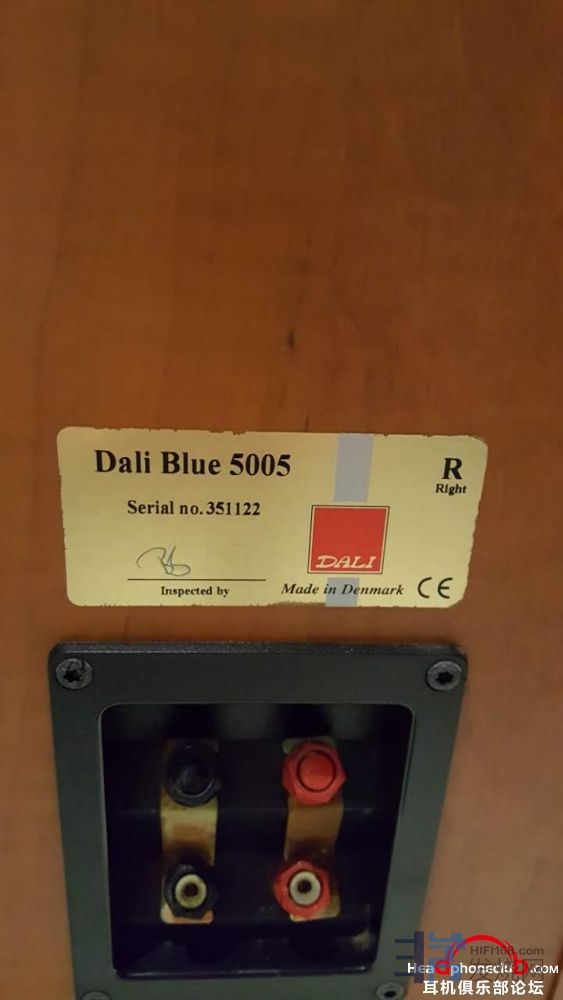 Dali Blue 5005
R
Right
Serial no. 351122
DALI
Inspected by
Made in Denmark CE
HIFI168.com
耳机俱乐部论坛